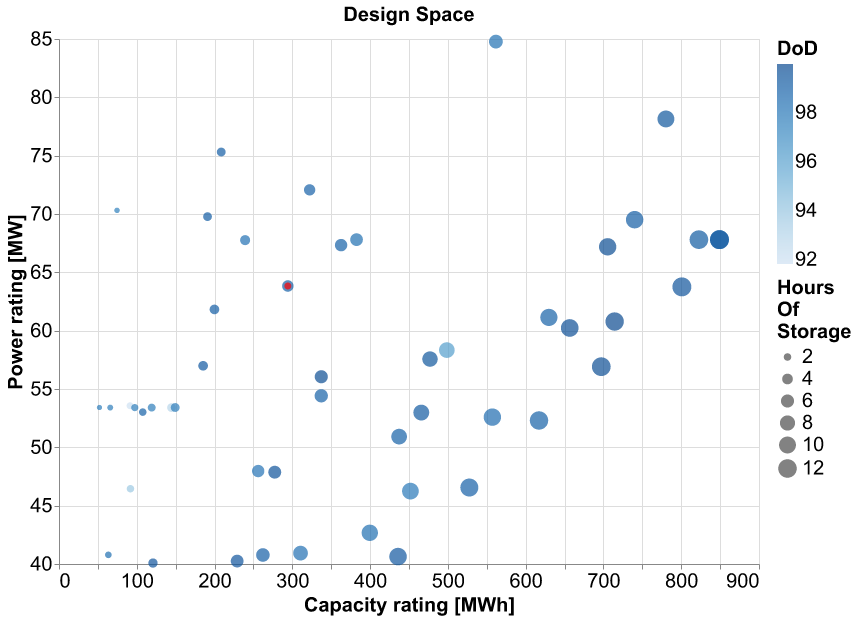 Design Space
85
80
75
70
65
60
55
50
45
40
Power rating [MW]
0 100 200 300 400 500 600 700 800 900
Capacity rating [MWh]
DoD
98
96
94
92
Hours
Of
Storage
2
4
6
8
10
12